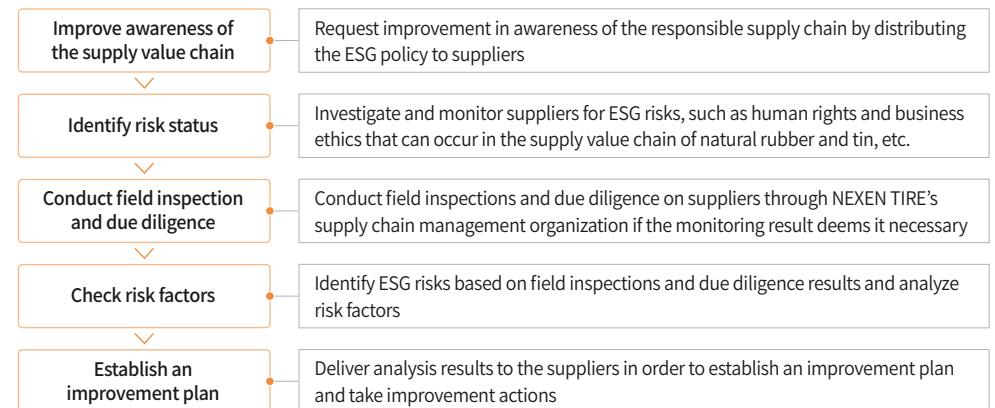 Improve awareness of
the supply value chain
Request improvement in awareness of the responsible supply chain by distributing
the ESG policy to suppliers
Identify risk status
Investigate and monitor suppliers for ESG risks, such as human rights and business
ethics that can occur in the supply value chain of natural rubber and tin, etc.
Conduct field inspection
and due diligence
Conduct field inspections and due diligence on suppliers through NEXEN TIRE’s
supply chain management organization if the monitoring result deems it necessary
Check risk factors
Identify ESG risks based on field inspections and due diligence results and analyze
risk factors
Establish an
improvement plan
Deliver analysis results to the suppliers in order to establish an improvement plan
and take improvement actions